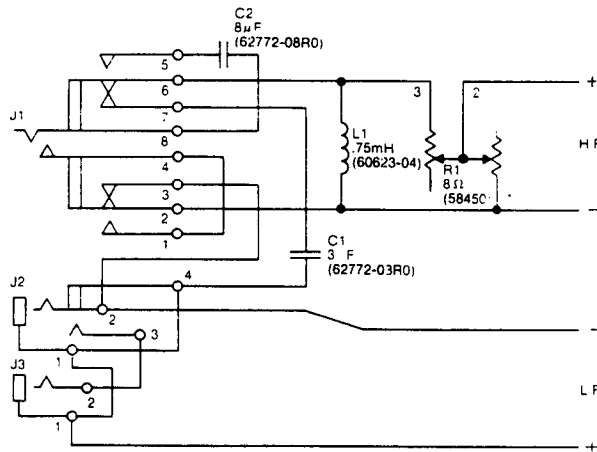 C2
8µF
(62772-08R0)
5
6
7
8
4
3
2
1
J1
3
2
+
L1
.75mH
(60623-04)
R1
8Ω
(58450
H F
−
C1
3 F
(62772-03R0)
4
J2
2
3
1
−
J3
2
1
L F
+